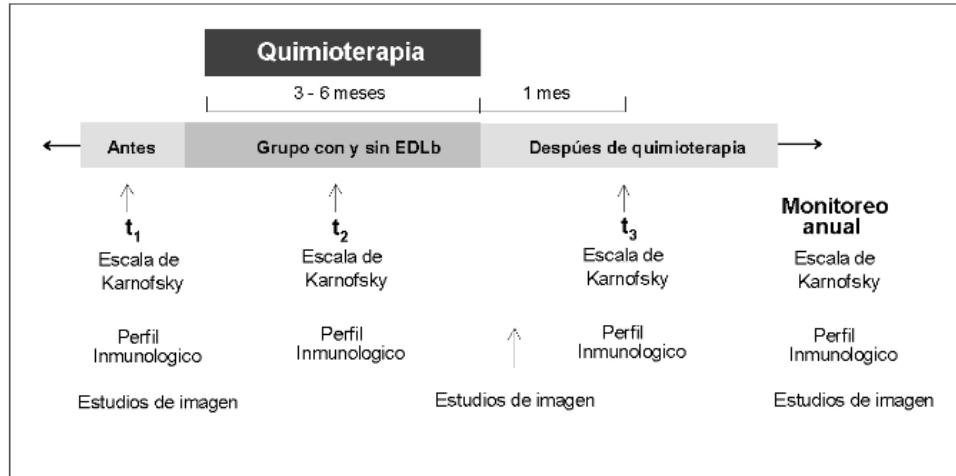 Quimioterapia
3 - 6 meses
1 mes
Antes
Grupo con y sin EDLb
Despúes de quimioterapia
t1
t2
t3
Monitoreo
anual
Escala de
Karnofsky
Escala de
Karnofsky
Escala de
Karnofsky
Escala de
Karnofsky
Perfil
Inmunologico
Perfil
Inmunologico
Perfil
Inmunologico
Perfil
Inmunologico
Estudios de imagen
Estudios de imagen
Estudios de imagen